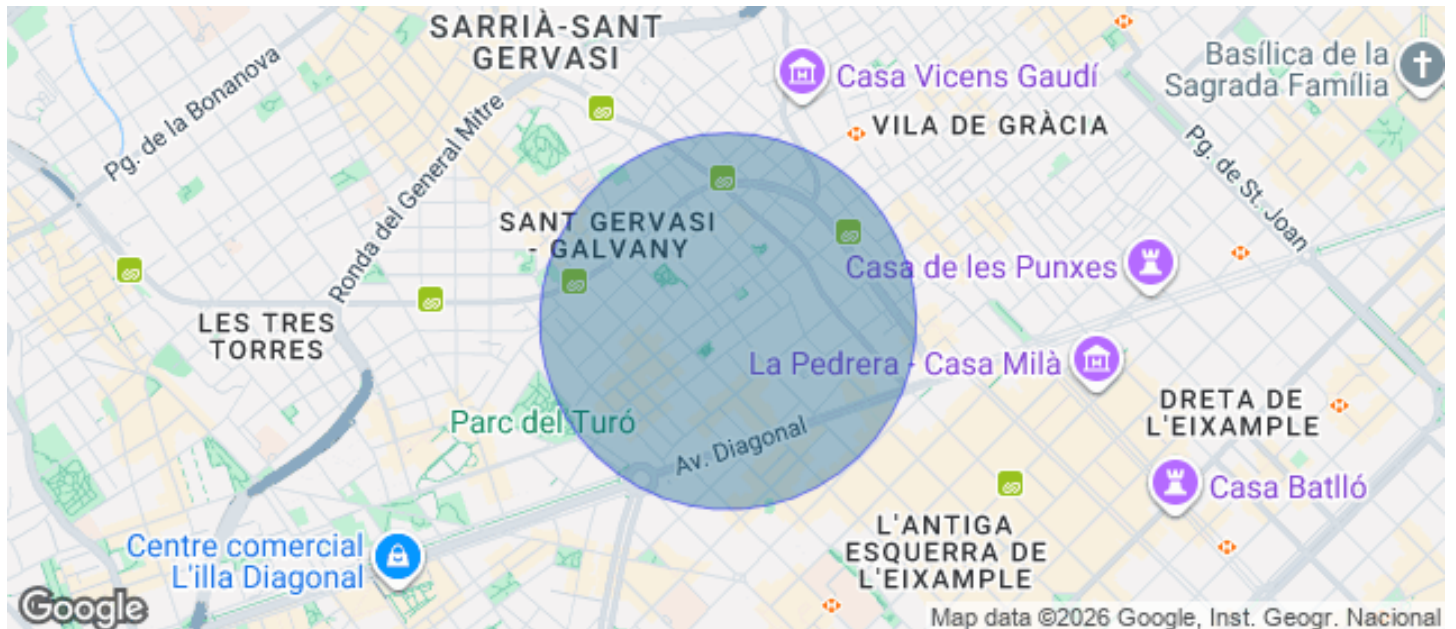 SARRIÀ-SANT
GERVASI
Pg. de la Bonanova
Ronda del General Mitre
Casa Vicens Gaudí
Basílica de la
Sagrada Família
VILA DE GRÀCIA
Pg. de St. Joan
SANT GERVASI
- GALVANY
Casa de les Punxes
LES TRES
TORRES
La Pedrera - Casa Milà
Parc del Turó
Av. Diagonal
DRETA DE
L'EIXAMPLE
Casa Batlló
L'ANTIGA
ESQUERRA DE
L'EIXAMPLE
Centre comercial
L'illa Diagonal
Google
Map data ©2026 Google, Inst. Geogr. Nacional